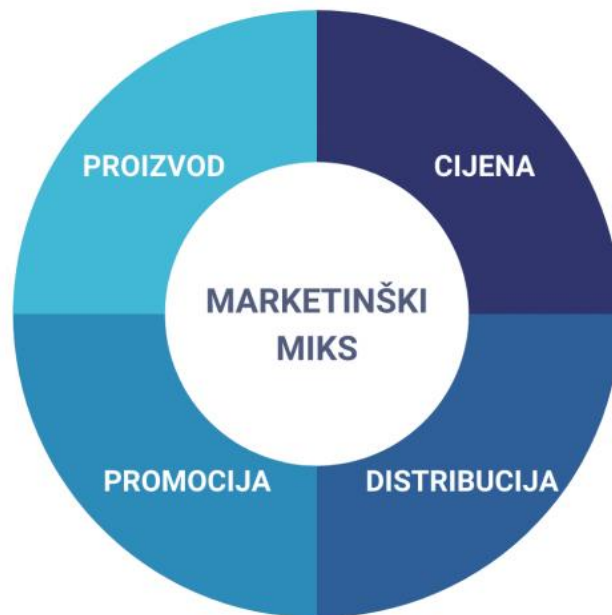 PROIZVOD
CIJENA
MARKETINŠKI
MIKS
PROMOCIJA
DISTRIBUCIJA